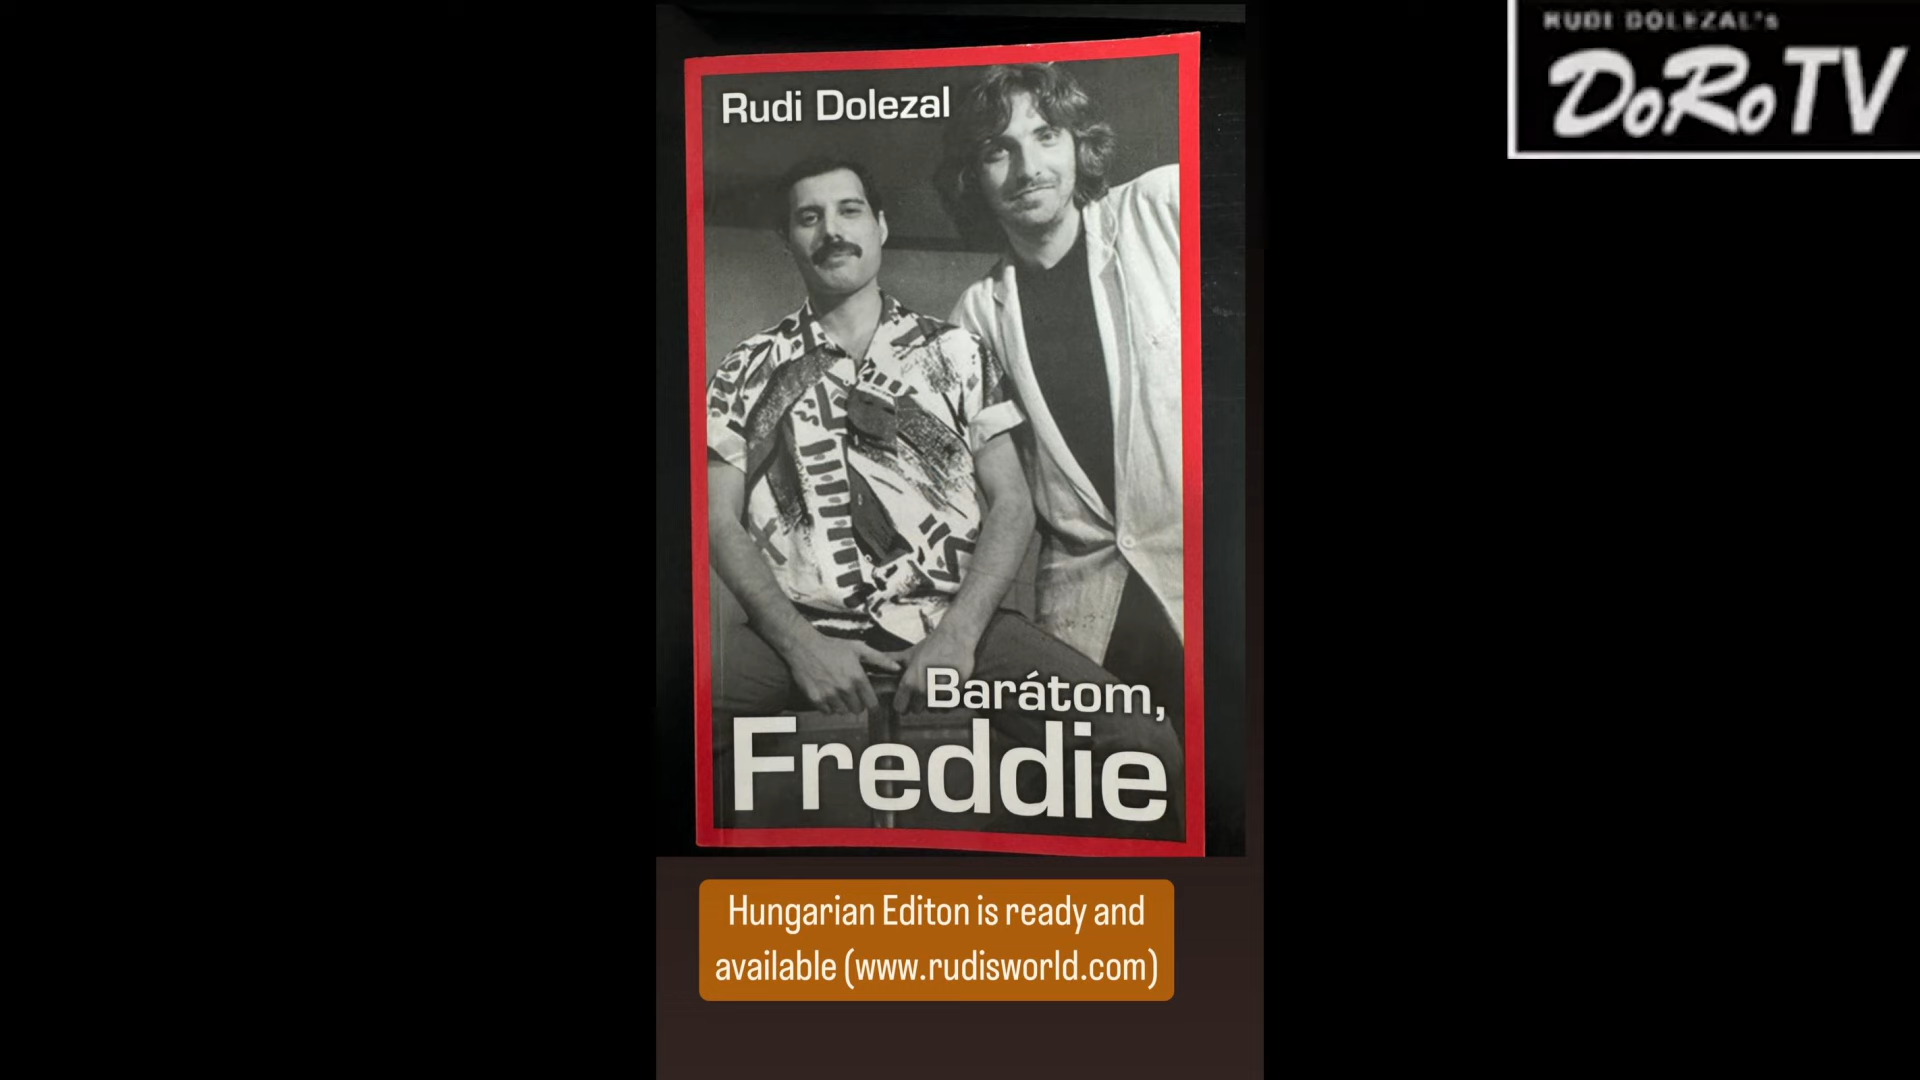 RUDI DOLEZAL's
DoRoTV
Rudi Dolezal
Barátom,
Freddie
Hungarian Editon is ready and
available (www.rudisworld.com)